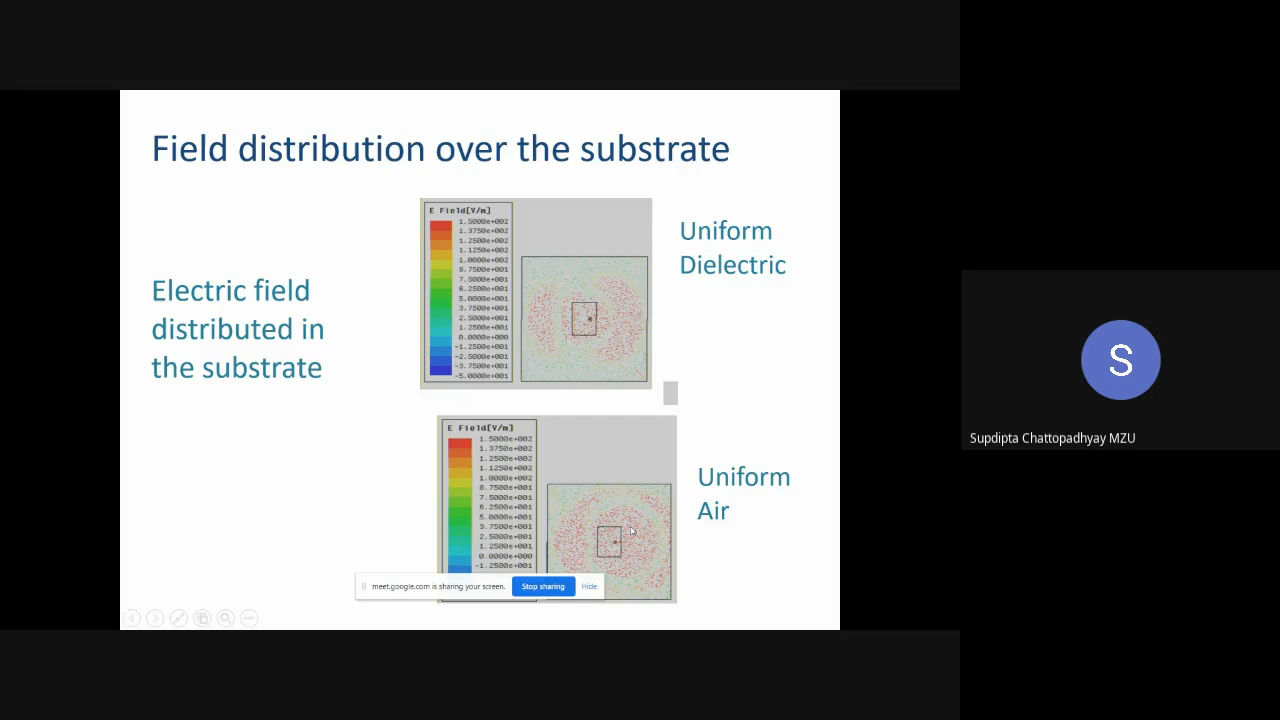 Field distribution over the substrate
Electric field
distributed in
the substrate
E Field[V/m]
1.5000e+002
1.3750e+002
1.2500e+002
1.1250e+002
1.0000e+002
8.7500e+001
7.5000e+001
6.2500e+001
5.0000e+001
3.7500e+001
2.5000e+001
1.2500e+001
0.0000e+000
-1.2500e+001
-2.5000e+001
-3.7500e+001
-5.0000e+001
Uniform
Dielectric
E Field[V/m]
1.5000e+002
1.3750e+002
1.2500e+002
1.1250e+002
1.0000e+002
8.7500e+001
7.5000e+001
6.2500e+001
5.0000e+001
3.7500e+001
2.5000e+001
1.2500e+001
0.0000e+000
-1.2500e+001
Uniform
Air
meet.google.com is sharing your screen. Stop sharing Hide
S
Supdipta Chattopadhyay MZU